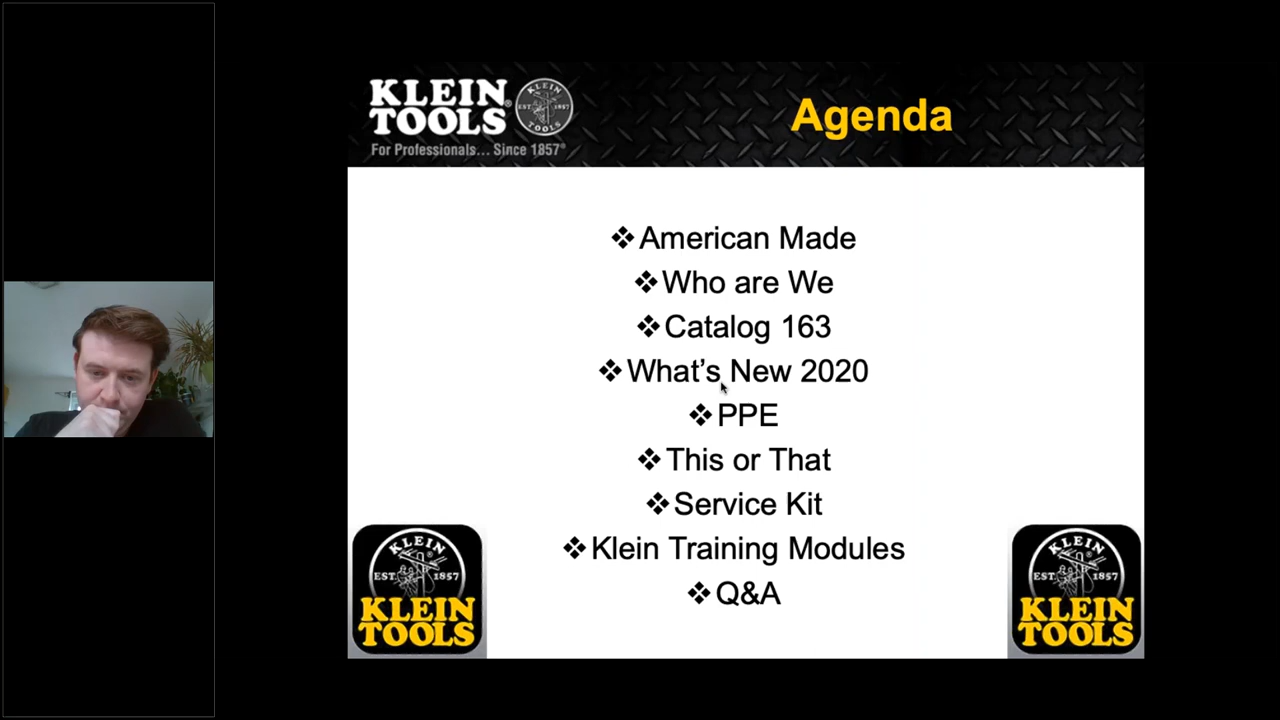 KLEIN
TOOLS®
KLEIN
EST. 1857
TOOLS
For Professionals... Since 1857®
Agenda
❖American Made
❖Who are We
❖Catalog 163
❖What’s New 2020
❖PPE
❖This or That
❖Service Kit
❖Klein Training Modules
❖Q&A
KLEIN
®
EST. 1857
KLEIN
TOOLS
KLEIN
®
EST. 1857
KLEIN
TOOLS